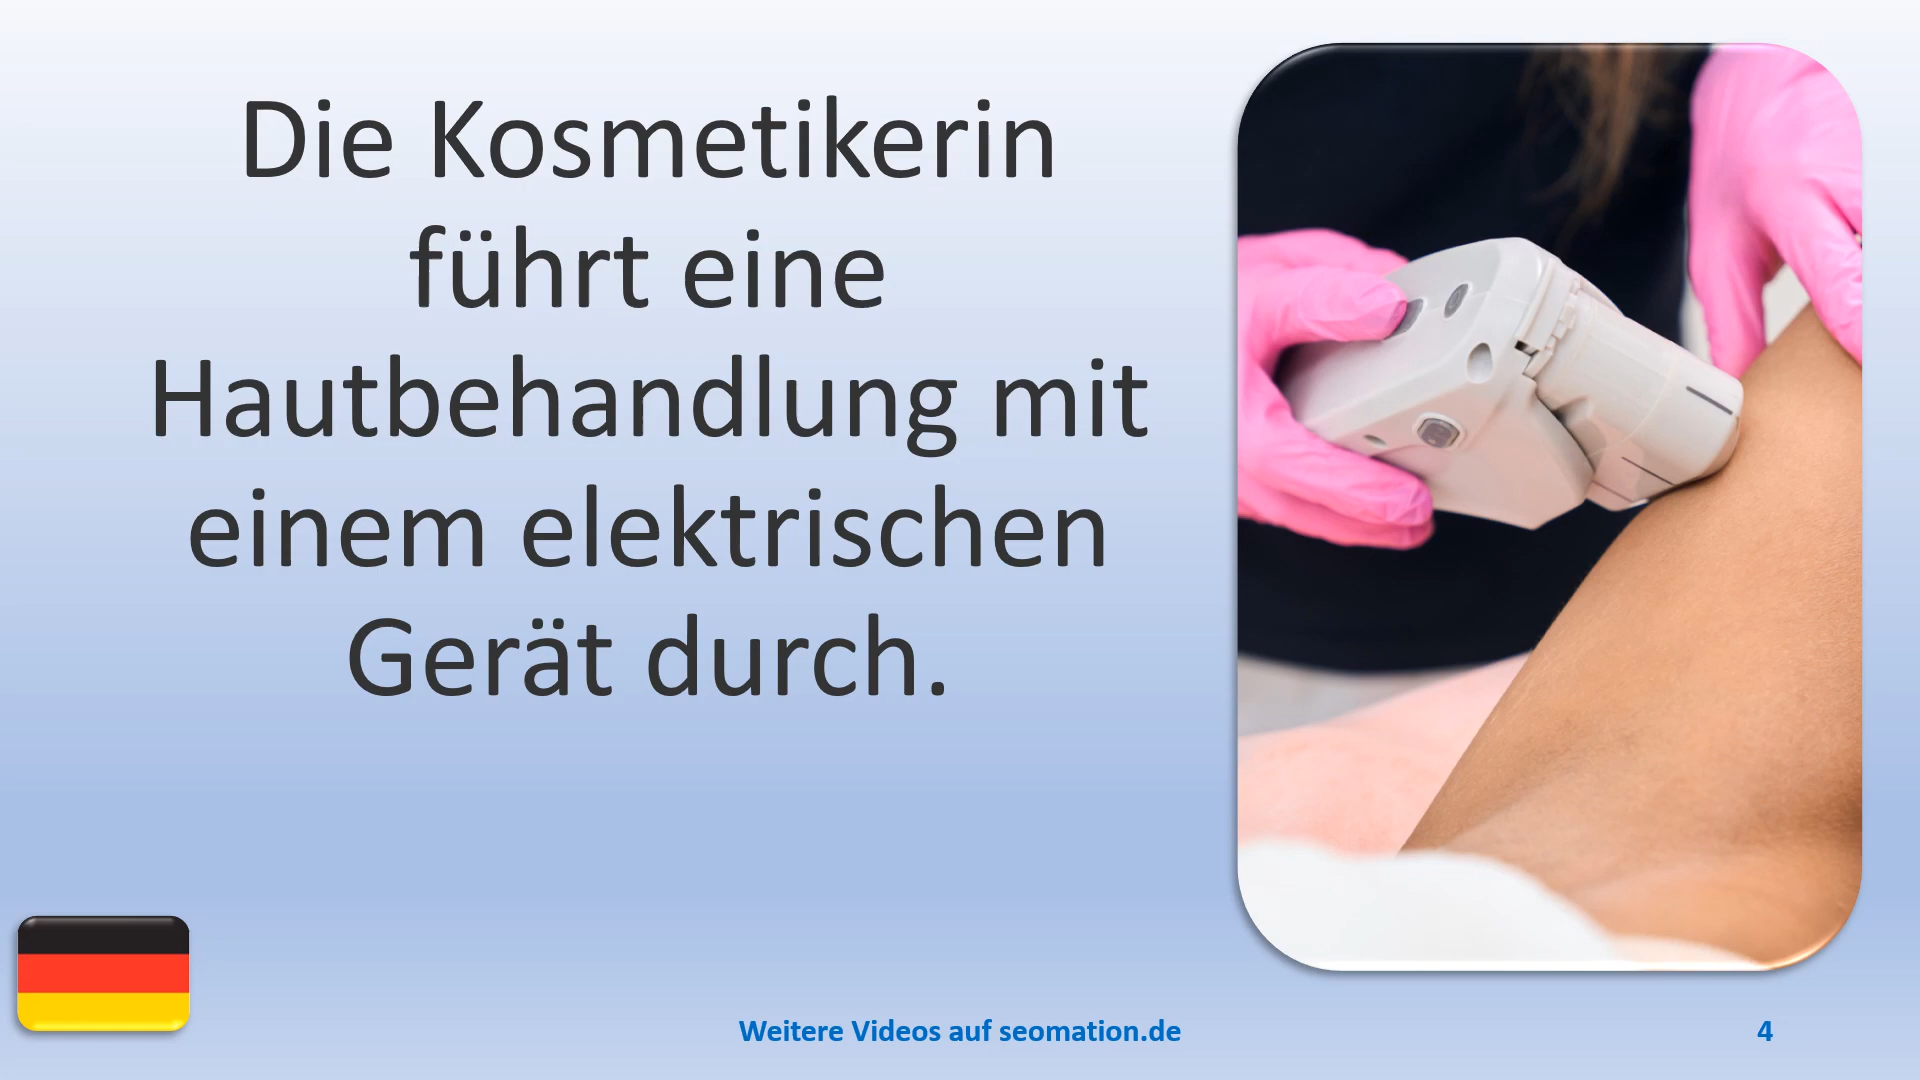 Die Kosmetikerin
führt eine
Hautbehandlung mit
einem elektrischen
Gerät durch.
Weitere Videos auf seomation.de
4